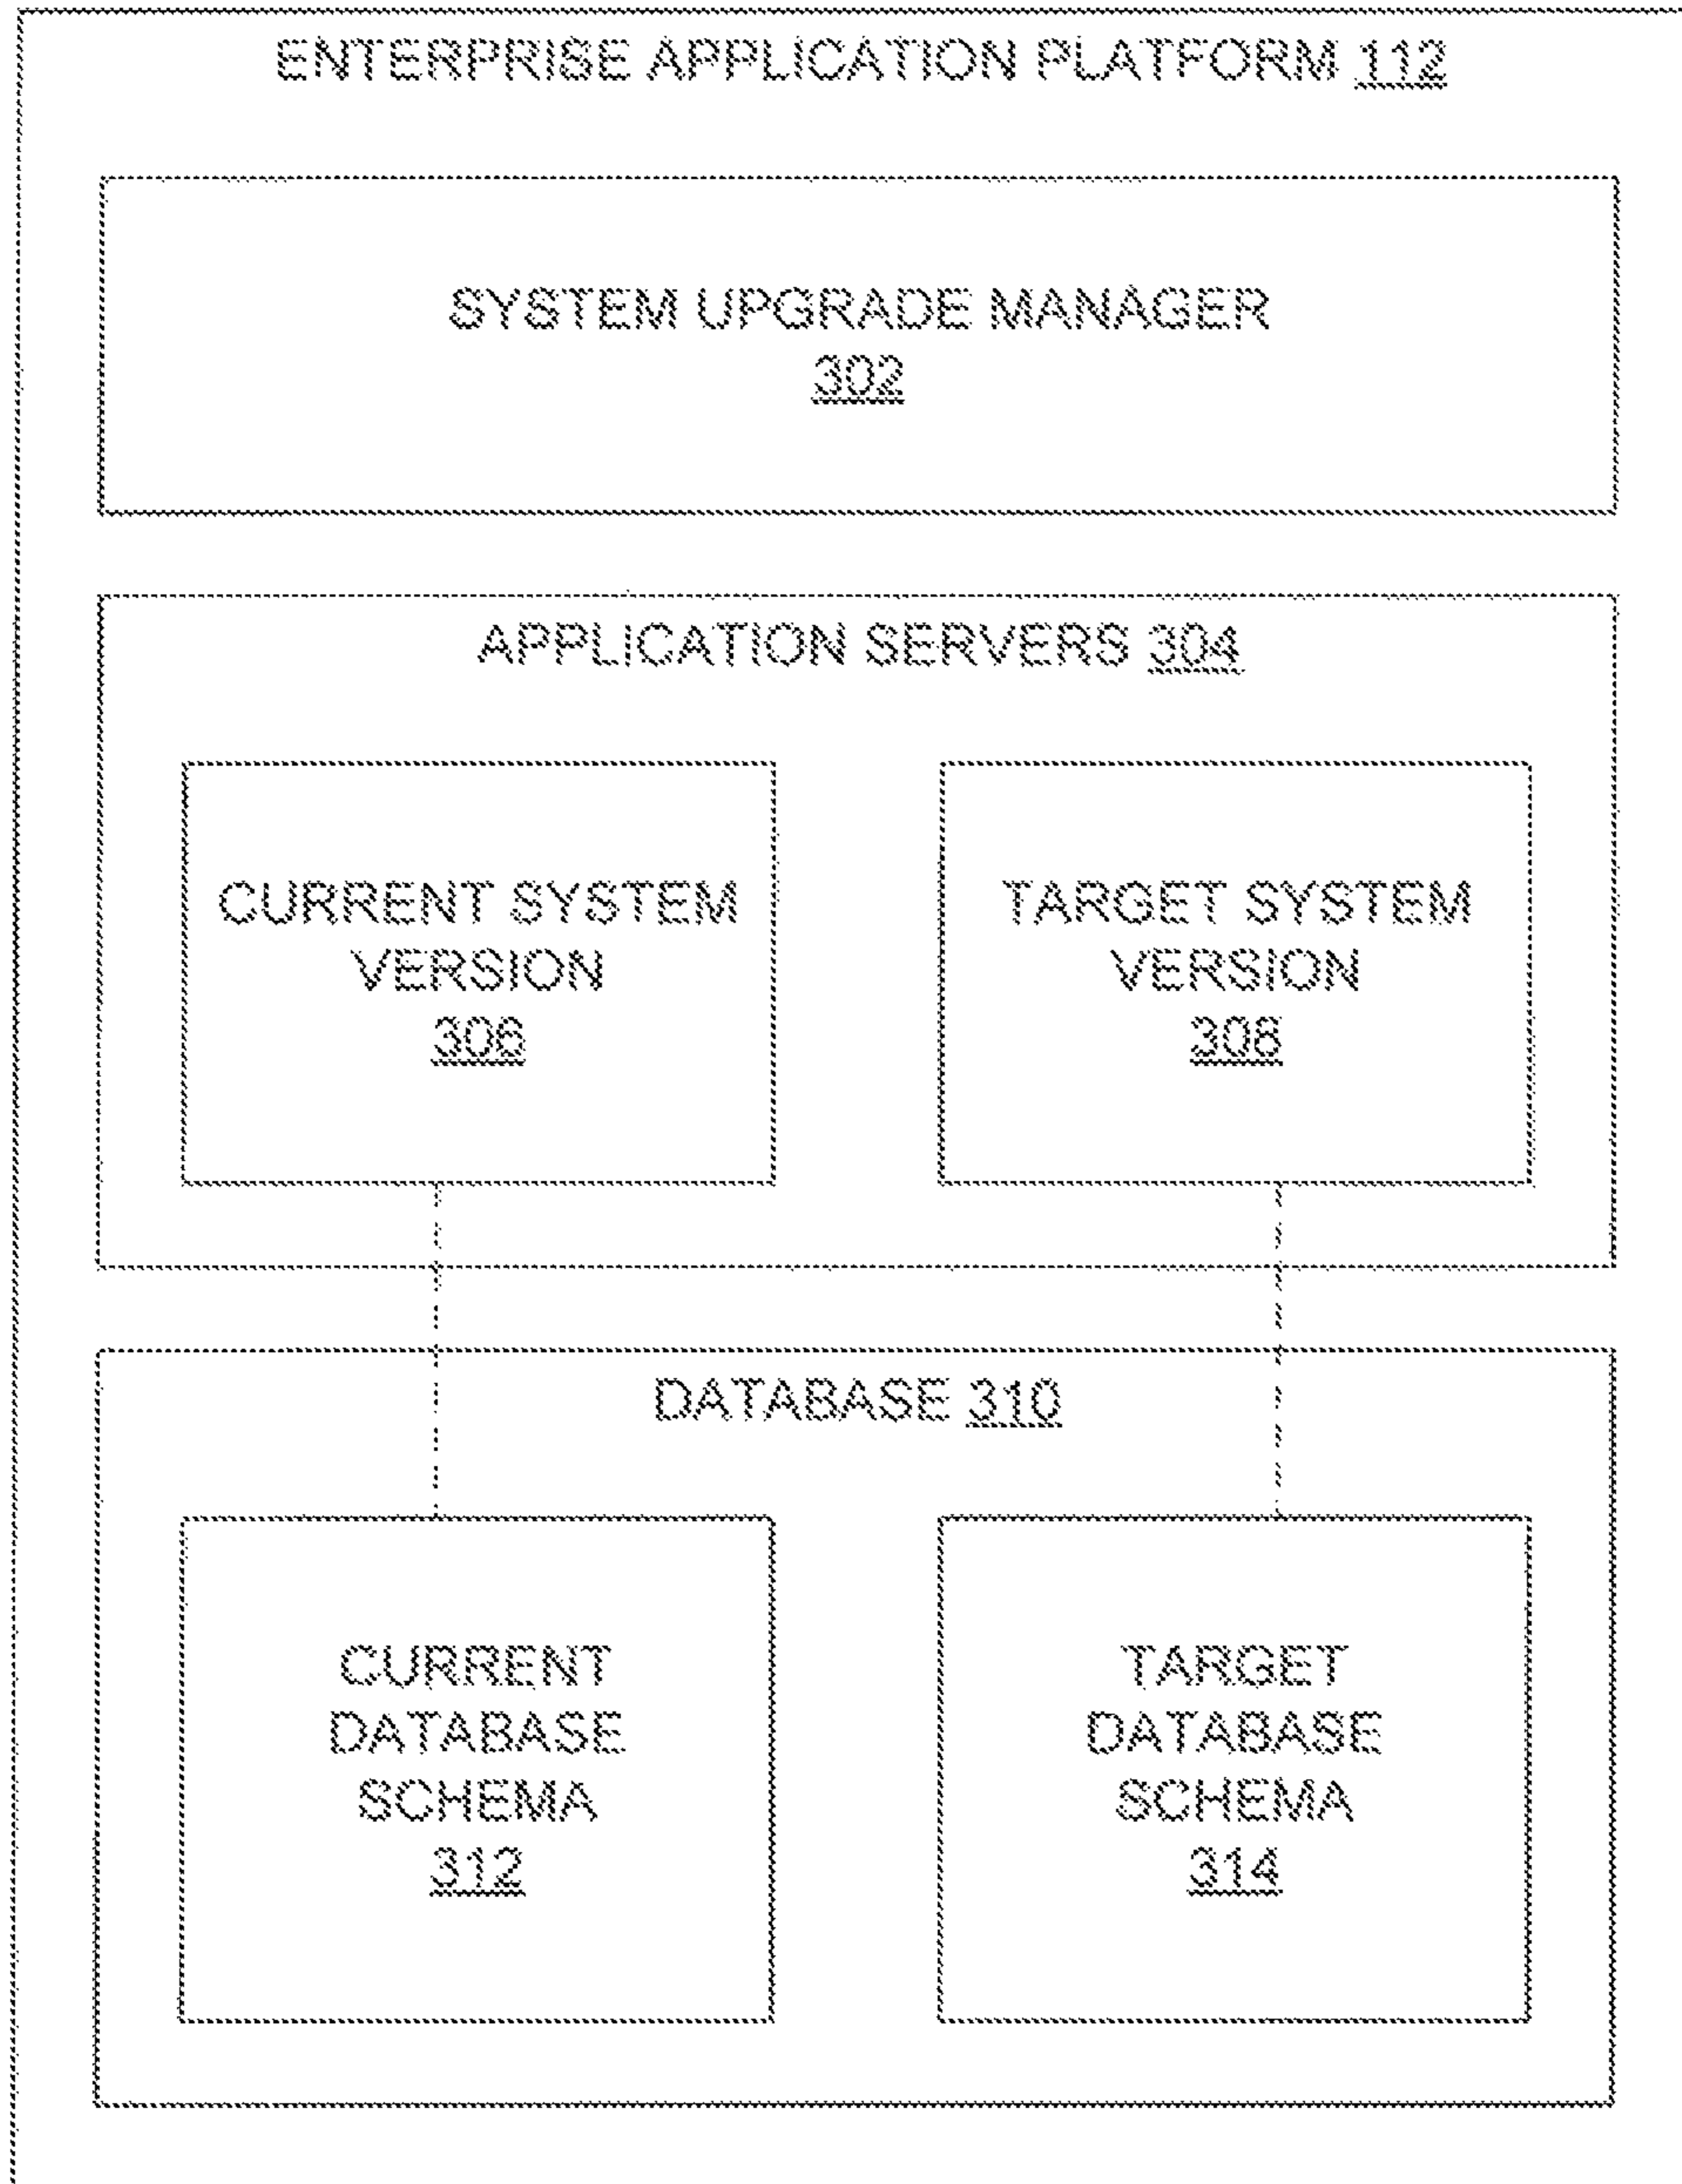 ENTERPRISE APPLICATION PLATFORM 112
SYSTEM UPGRADE MANAGER
302
APPLICATION SERVERS 304
CURRENT SYSTEM
VERSION
306
TARGET SYSTEM
VERSION
308
DATABASE 310
CURRENT
DATABASE
SCHEMA
312
TARGET
DATABASE
SCHEMA
314